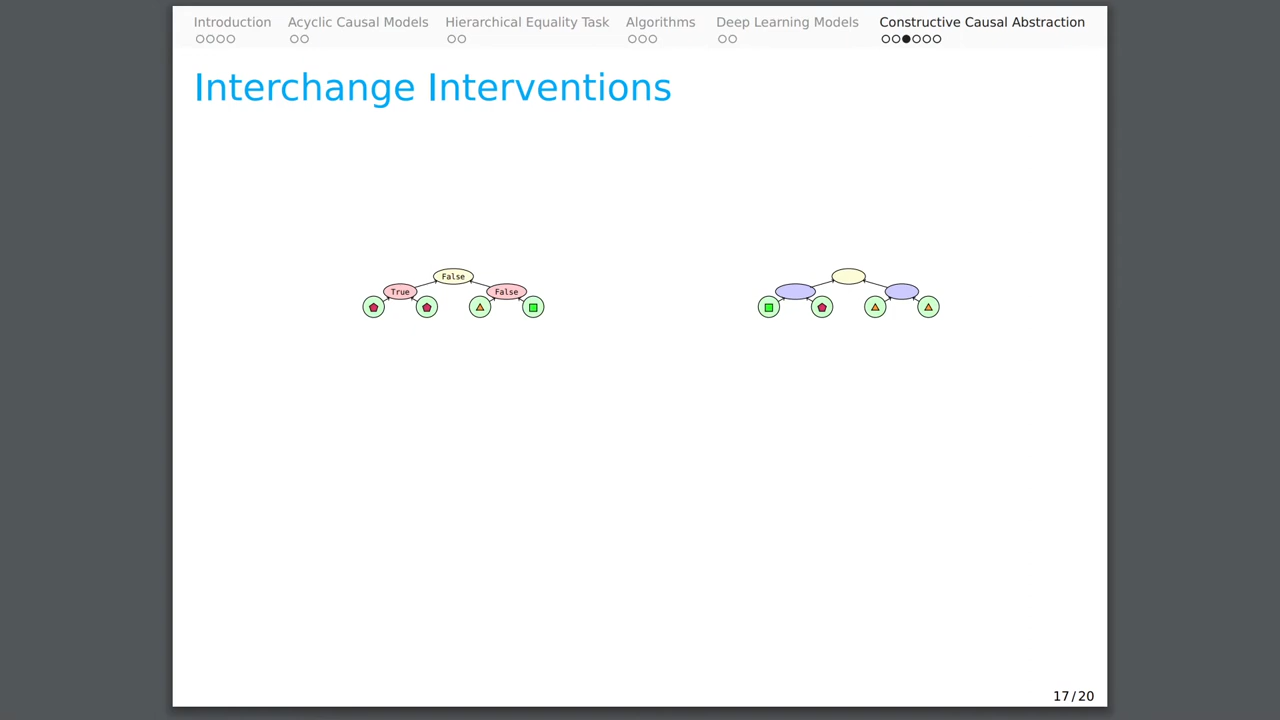 Introduction Acyclic Causal Models Hierarchical Equality Task Algorithms Deep Learning Models Constructive Causal Abstraction
Interchange Interventions
False
True False
17/20